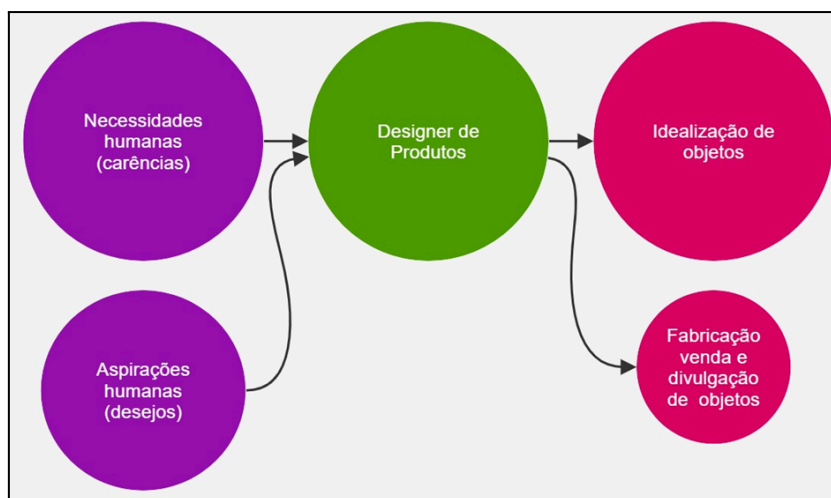 Necessidades
humanas
(carências)
Designer de
Produtos
Idealização de
objetos
Aspirações
humanas
(desejos)
Fabricação
venda e
divulgação
de objetos